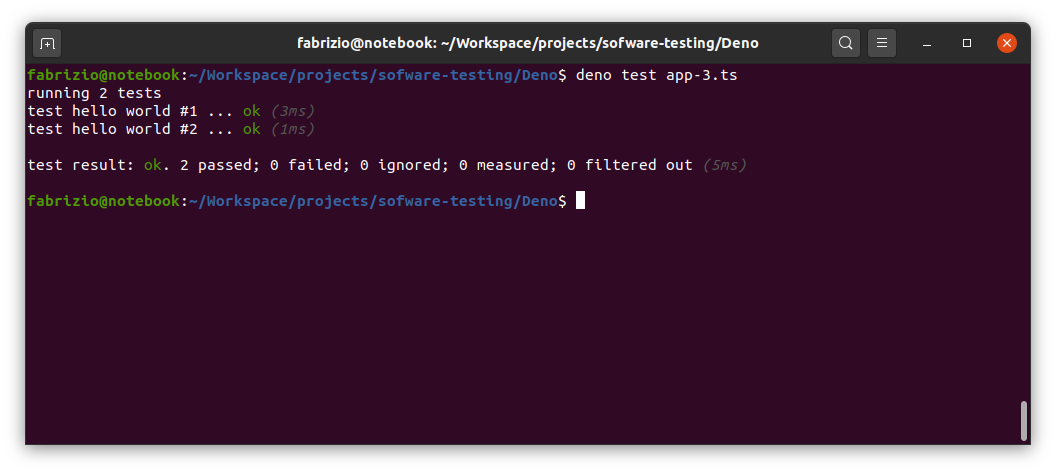 fabrizio@notebook: ~/Workspace/projects/sofware-testing/Deno
fabrizio@notebook:~/Workspace/projects/sofware-testing/Deno$ deno test app-3.ts
running 2 tests
test hello world #1 ... ok (3ms)
test hello world #2 ... ok (1ms)
test result: ok. 2 passed; 0 failed; 0 ignored; 0 measured; 0 filtered out (5ms)
fabrizio@notebook:~/Workspace/projects/sofware-testing/Deno$